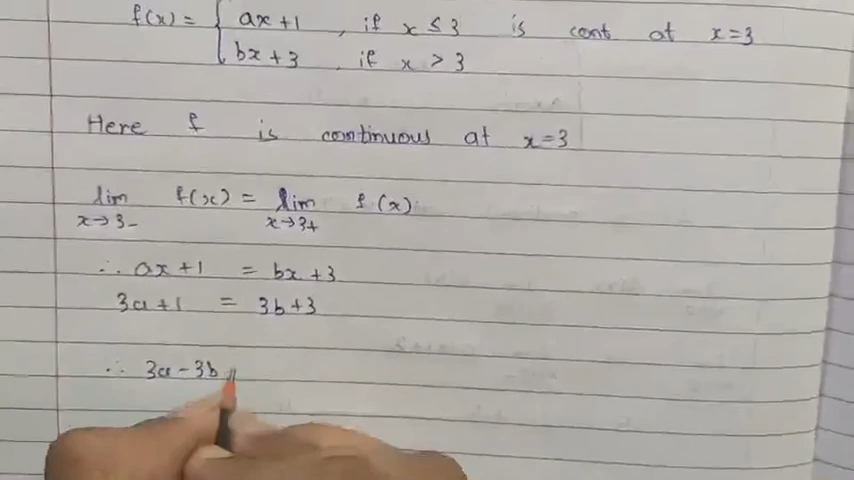 f(x) = { ax+1 , if x ≤ 3 is cont at x=3
bx+3 , if x > 3
Here f is continuous at x=3
lim f(x) = lim f(x)
x→3- x→3+
∴ ax+1 = bx+3
3a+1 = 3b+3
∴ 3a-3b =